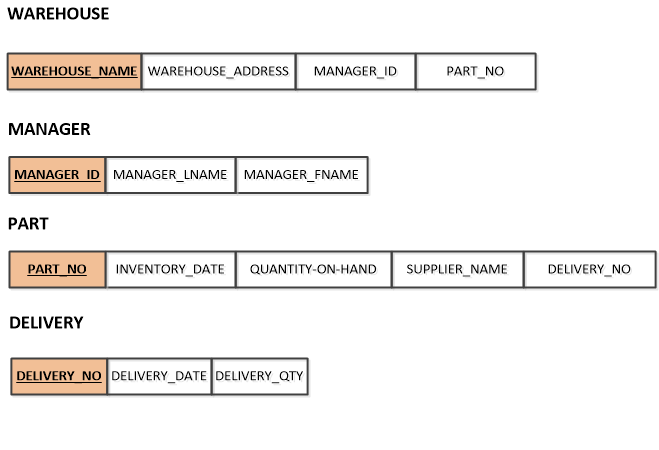 WAREHOUSE
WAREHOUSE_NAME WAREHOUSE_ADDRESS MANAGER_ID PART_NO
MANAGER
MANAGER_ID MANAGER_LNAME MANAGER_FNAME
PART
PART_NO INVENTORY_DATE QUANTITY-ON-HAND SUPPLIER_NAME DELIVERY_NO
DELIVERY
DELIVERY_NO DELIVERY_DATE DELIVERY_QTY